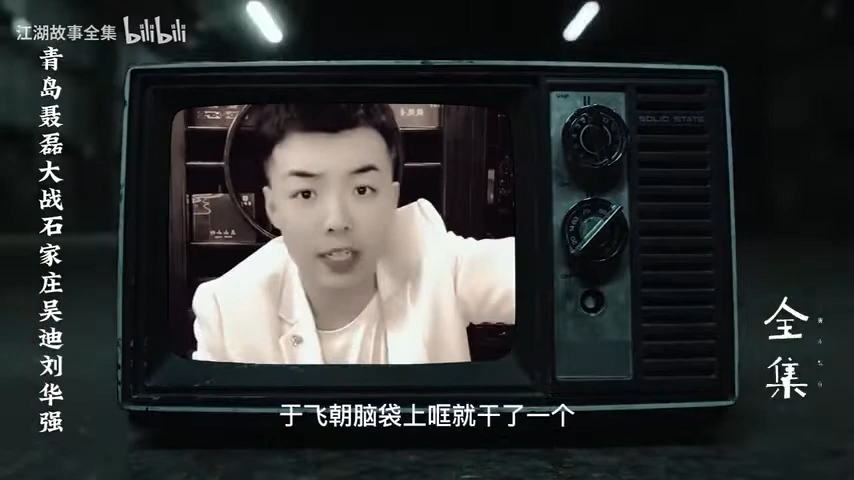 江湖故事全集 bilibili
青岛聂磊大战石家庄吴迪刘华强
SOLID STATE
全集
于飞朝脑袋上哐就干了一个